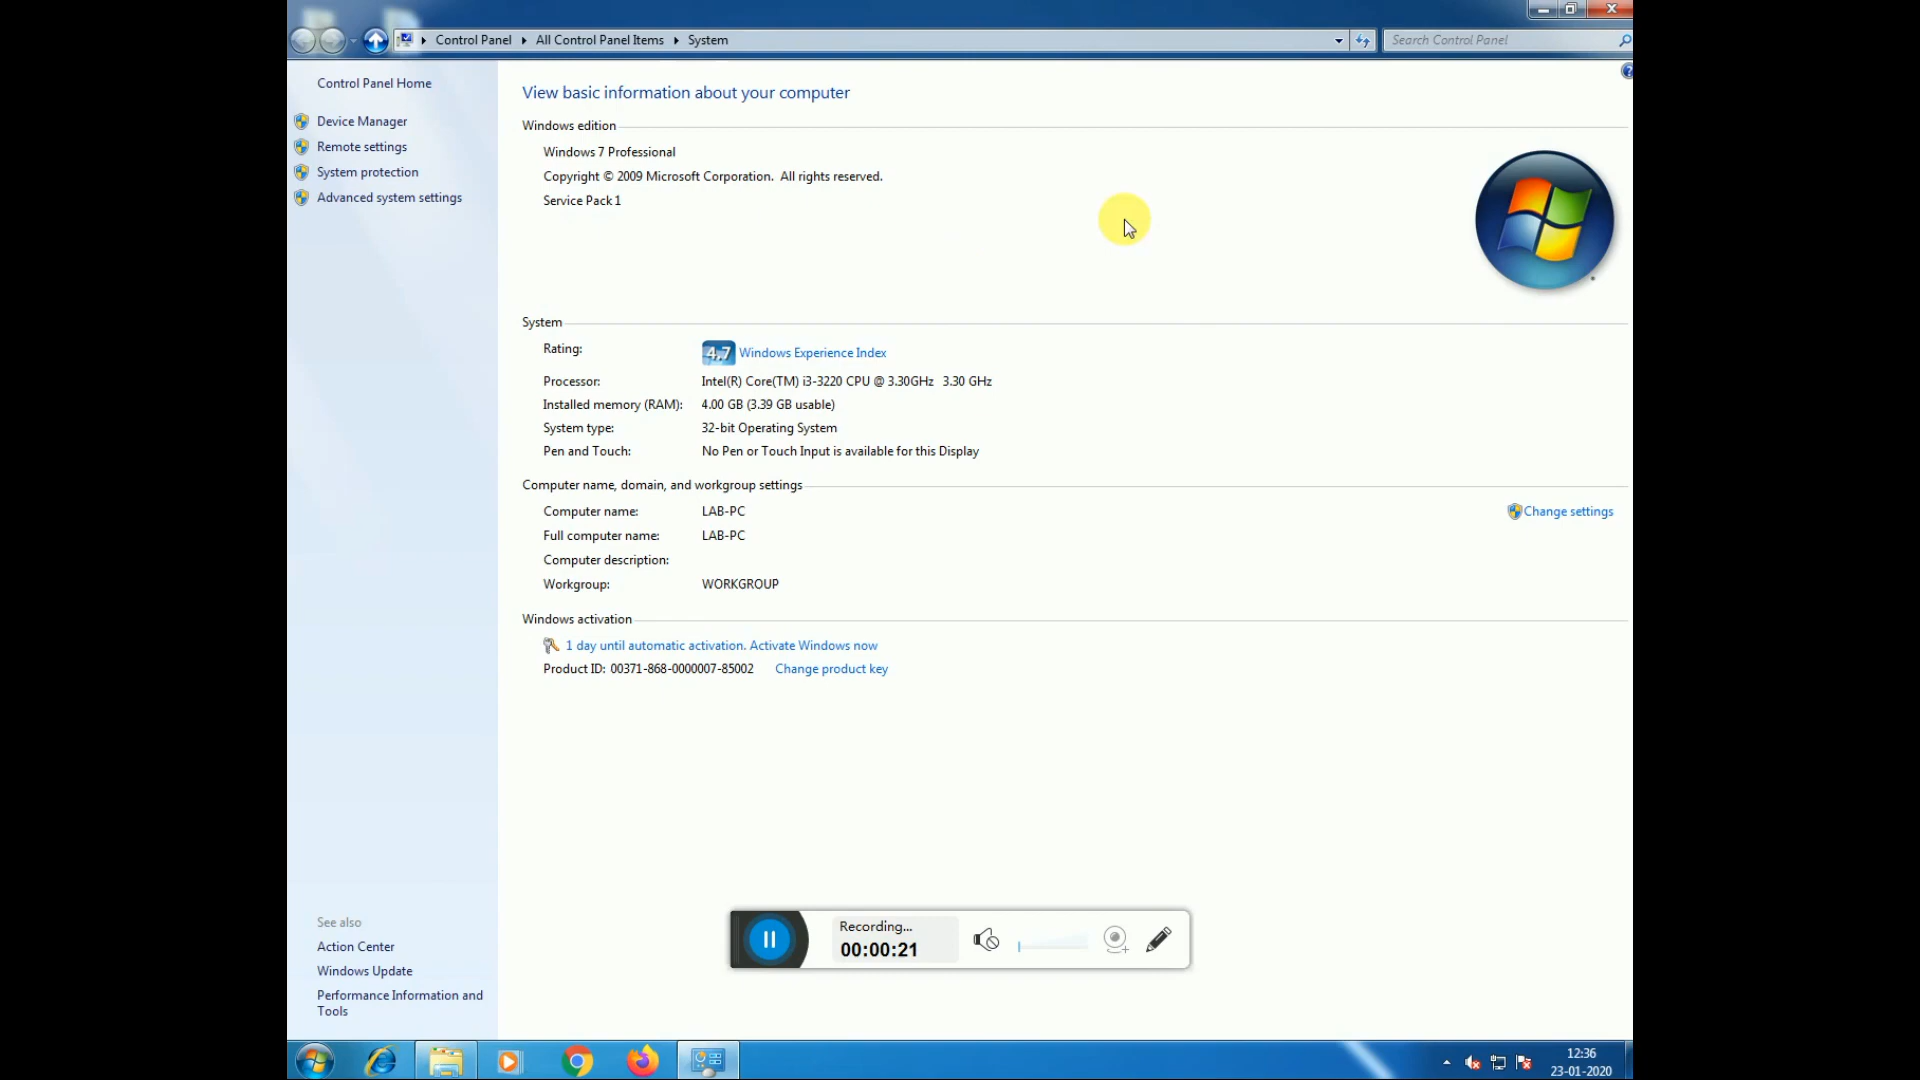 Control Panel ▸ All Control Panel Items ▸ System
Search Control Panel
Control Panel Home
Device Manager
Remote settings
System protection
Advanced system settings
View basic information about your computer
Windows edition
Windows 7 Professional
Copyright © 2009 Microsoft Corporation. All rights reserved.
Service Pack 1
System
Rating: 4,7 Windows Experience Index
Processor: Intel(R) Core(TM) i3-3220 CPU @ 3.30GHz 3.30 GHz
Installed memory (RAM): 4.00 GB (3.39 GB usable)
System type: 32-bit Operating System
Pen and Touch: No Pen or Touch Input is available for this Display
Computer name, domain, and workgroup settings
Computer name: LAB-PC
Change settings
Full computer name: LAB-PC
Computer description:
Workgroup: WORKGROUP
Windows activation
1 day until automatic activation. Activate Windows now
Product ID: 00371-868-0000007-85002 Change product key
See also
Action Center
Windows Update
Performance Information and
Tools
Recording...
00:00:21
12:36
23-01-2020